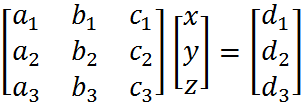 [a₁ b₁ c₁] [x] = [d₁]
[a₂ b₂ c₂] [y] = [d₂]
[a₃ b₃ c₃] [z] = [d₃]